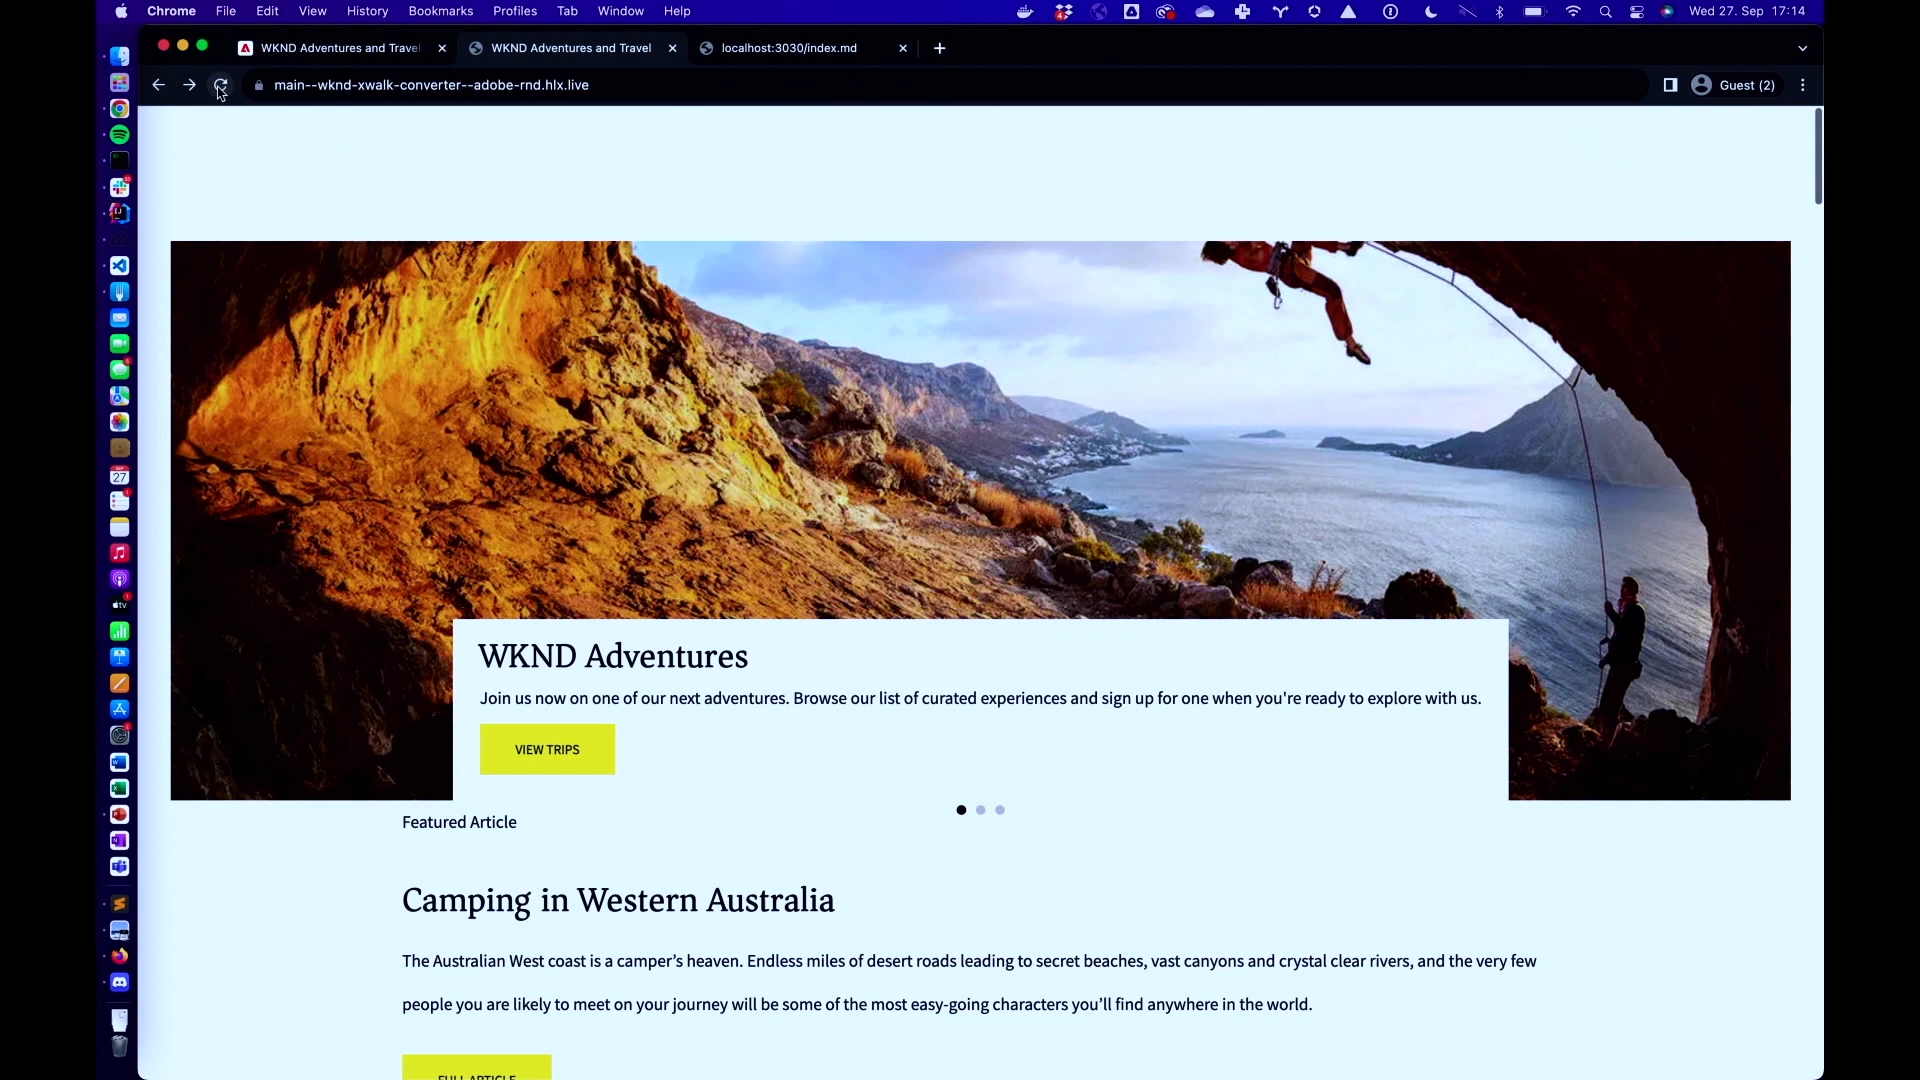 Chrome File Edit View History Bookmarks Profiles Tab Window Help
Wed 27. Sep 17:14
WKND Adventures and Travel
WKND Adventures and Travel
localhost:3030/index.md
main--wknd-xwalk-converter--adobe-rnd.hlx.live
Guest (2)
WKND Adventures
Join us now on one of our next adventures. Browse our list of curated experiences and sign up for one when you're ready to explore with us.
VIEW TRIPS
Featured Article
Camping in Western Australia
The Australian West coast is a camper’s heaven. Endless miles of desert roads leading to secret beaches, vast canyons and crystal clear rivers, and the very few
people you are likely to meet on your journey will be some of the most easy-going characters you’ll find anywhere in the world.
FULL ARTICLE
27
tv